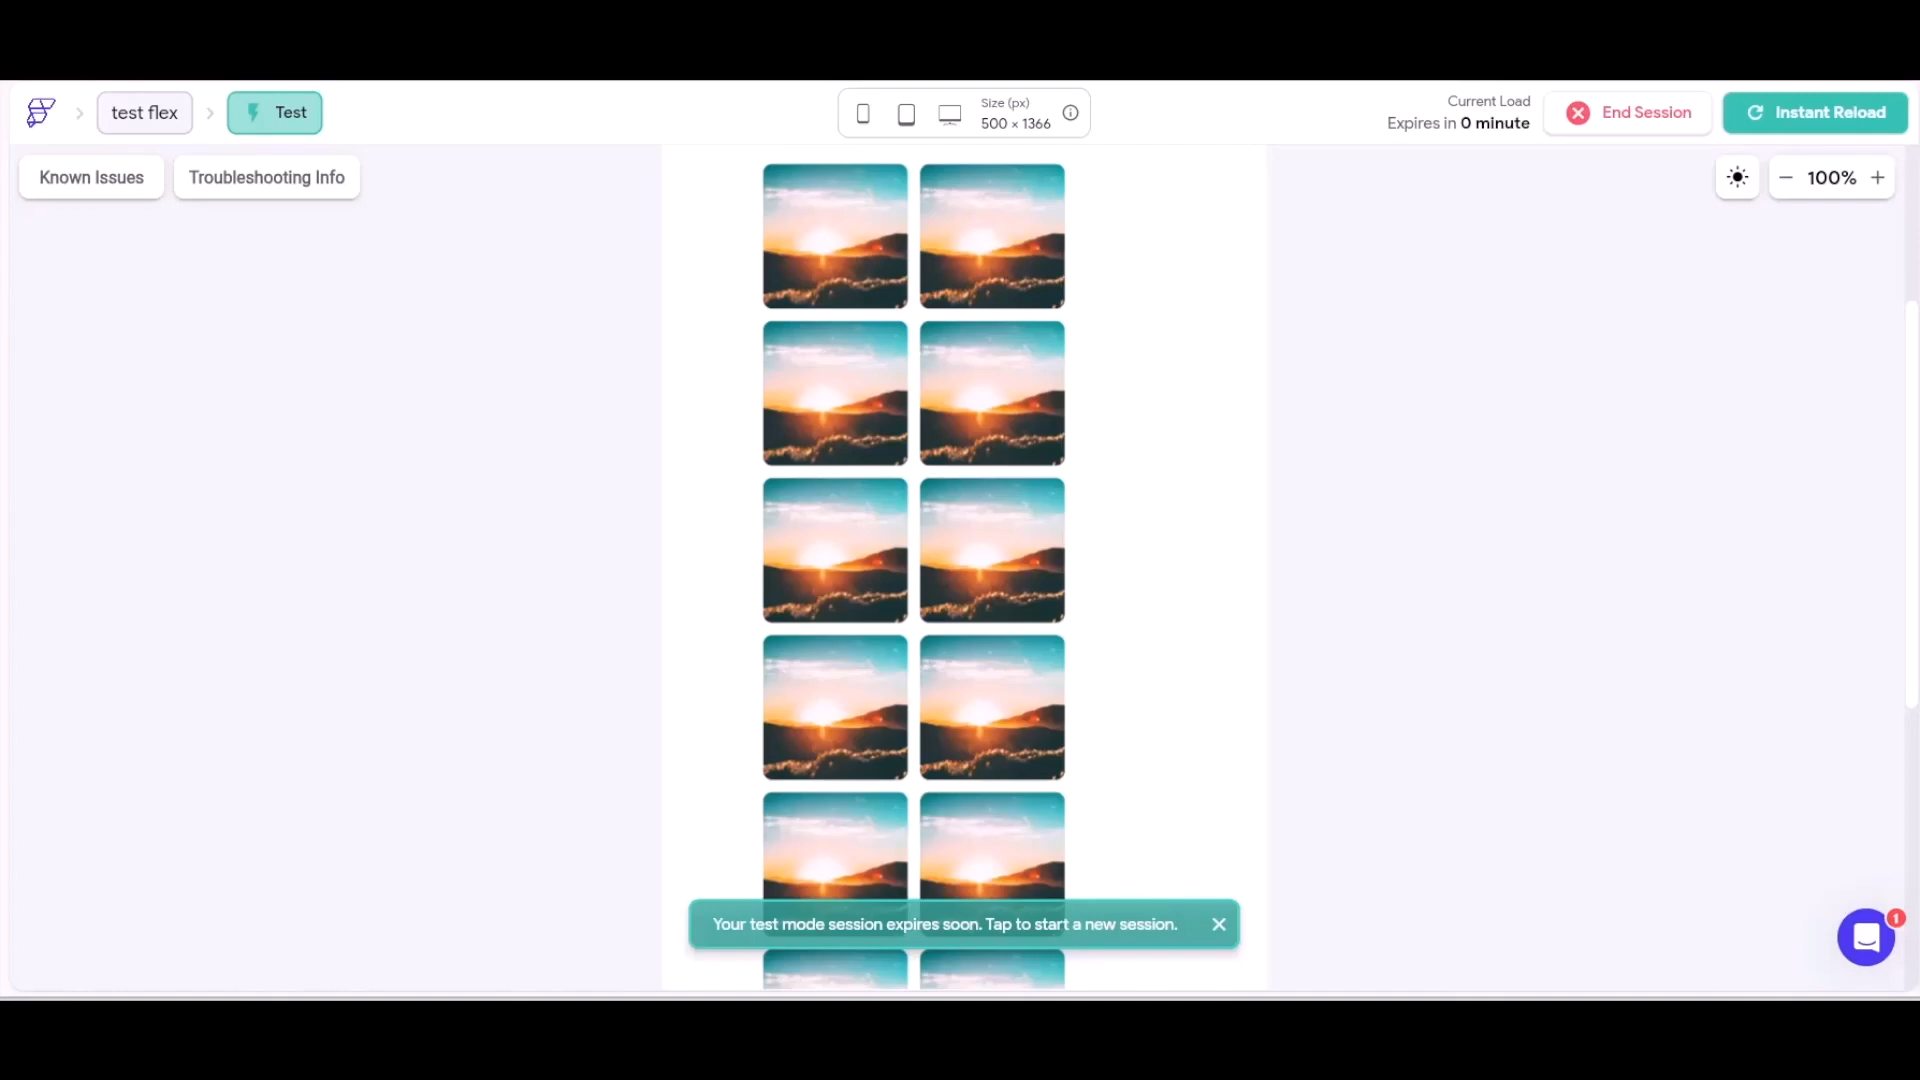 test flex
Test
Size (px)
500 × 1366
Current Load
Expires in 0 minute
End Session
Instant Reload
Known Issues
Troubleshooting Info
100%
Your test mode session expires soon. Tap to start a new session.
1